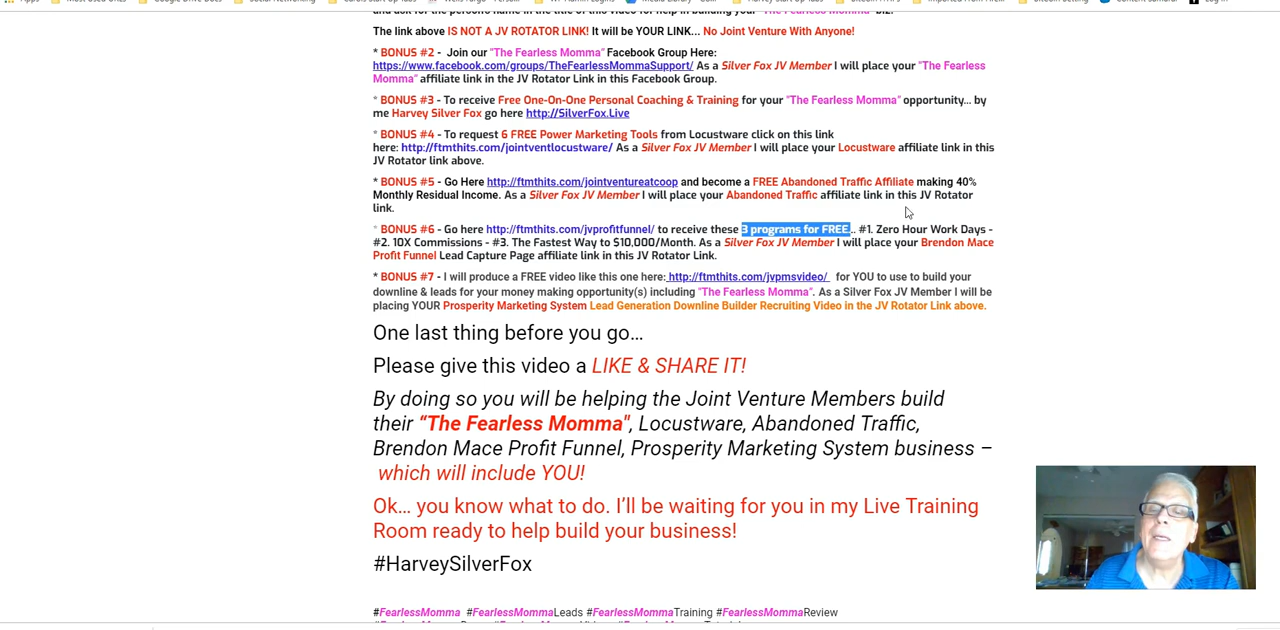 The link above IS NOT A JV ROTATOR LINK! It will be YOUR LINK... No Joint Venture With Anyone!
* BONUS #2 - Join our "The Fearless Momma" Facebook Group Here:
https://www.facebook.com/groups/TheFearlessMommaSupport/ As a Silver Fox JV Member I will place your "The Fearless
Momma" affiliate link in the JV Rotator Link in this Facebook Group.
* BONUS #3 - To receive Free One-On-One Personal Coaching & Training for your "The Fearless Momma" opportunity... by
me Harvey Silver Fox go here http://SilverFox.Live
* BONUS #4 - To request 6 FREE Power Marketing Tools from Locustware click on this link
here: http://ftmthits.com/jointventlocustware/ As a Silver Fox JV Member I will place your Locustware affiliate link in this
JV Rotator link above.
* BONUS #5 - Go Here http://ftmthits.com/jointventureatcoop and become a FREE Abandoned Traffic Affiliate making 40%
Monthly Residual Income. As a Silver Fox JV Member I will place your Abandoned Traffic affiliate link in this JV Rotator
link.
* BONUS #6 - Go here http://ftmthits.com/jvprofitfunnel/ to receive these 3 programs for FREE.. #1. Zero Hour Work Days -
#2. 10X Commissions - #3. The Fastest Way to $10,000/Month. As a Silver Fox JV Member I will place your Brendon Mace
Profit Funnel Lead Capture Page affiliate link in this JV Rotator Link.
* BONUS #7 - I will produce a FREE video like this one here: http://ftmthits.com/jvpmsvideo/ for YOU to use to build your
downline & leads for your money making opportunity(s) including "The Fearless Momma". As a Silver Fox JV Member I will be
placing YOUR Prosperity Marketing System Lead Generation Downline Builder Recruiting Video in the JV Rotator Link above.
One last thing before you go…
Please give this video a LIKE & SHARE IT!
By doing so you will be helping the Joint Venture Members build
their “The Fearless Momma", Locustware, Abandoned Traffic,
Brendon Mace Profit Funnel, Prosperity Marketing System business –
which will include YOU!
Ok… you know what to do. I’ll be waiting for you in my Live Training
Room ready to help build your business!
#HarveySilverFox
#FearlessMomma #FearlessMommaLeads #FearlessMommaTraining #FearlessMommaReview